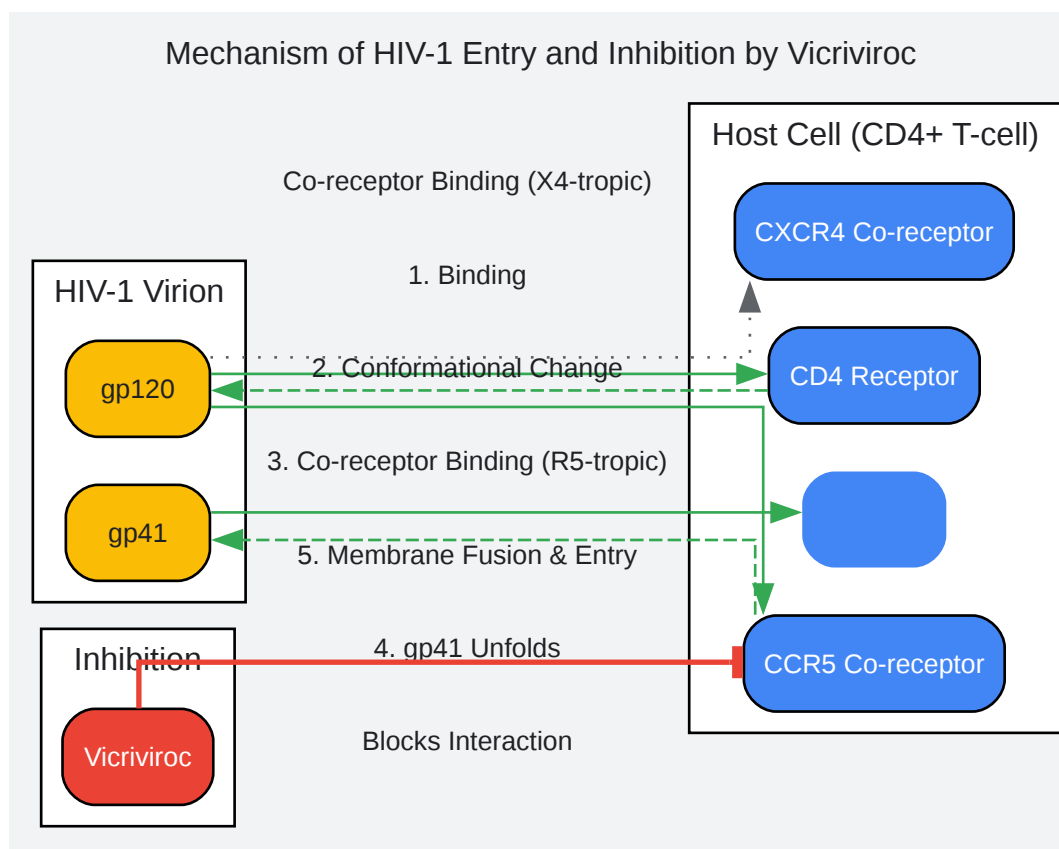 Mechanism of HIV-1 Entry and Inhibition by Vicriviroc
Host Cell (CD4+ T-cell)
Co-receptor Binding (X4-tropic)
CXCR4 Co-receptor
1. Binding
HIV-1 Virion
gp120
2. Conformational Change
CD4 Receptor
3. Co-receptor Binding (R5-tropic)
gp41
5. Membrane Fusion & Entry
Inhibition
4. gp41 Unfolds
CCR5 Co-receptor
Vicriviroc
Blocks Interaction